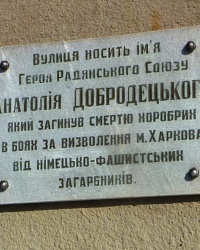 Вулиця носить ім'я
Героя Радянського Союзу
Анатолія Добродецького
який загинув смертю хоробрих
в боях за визволення м.Харкова
від німецько-фашистських
загарбників.